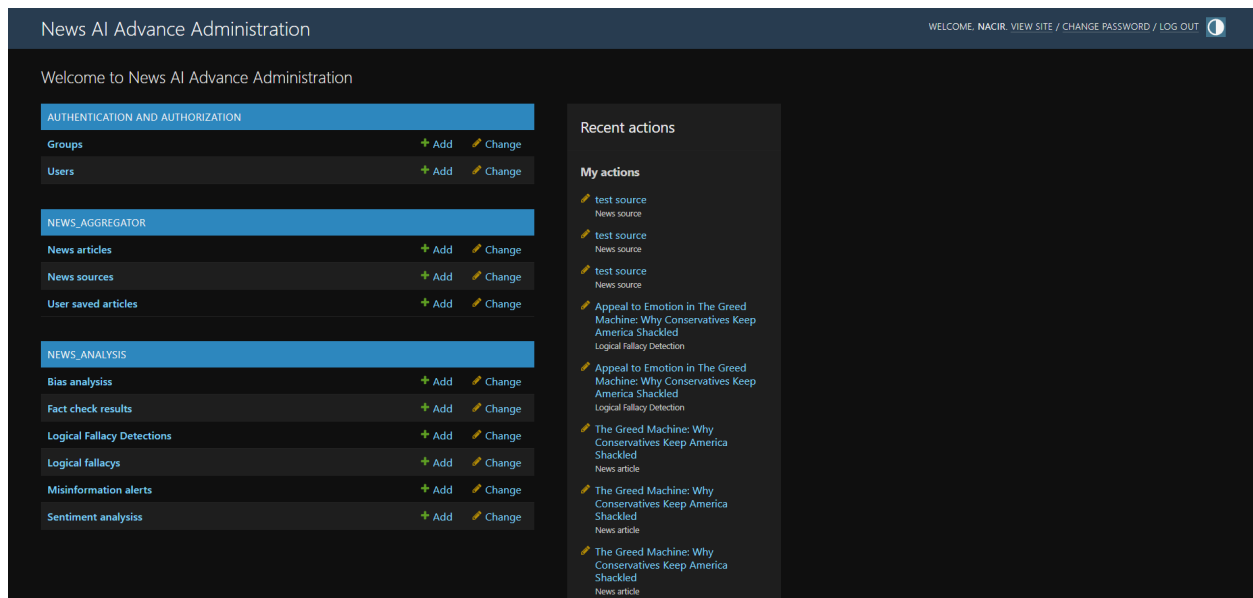 News AI Advance Administration
WELCOME, NACIR. VIEW SITE / CHANGE PASSWORD / LOG OUT
Welcome to News AI Advance Administration
AUTHENTICATION AND AUTHORIZATION
Groups Add Change
Users Add Change
NEWS_AGGREGATOR
News articles Add Change
News sources Add Change
User saved articles Add Change
NEWS_ANALYSIS
Bias analysiss Add Change
Fact check results Add Change
Logical Fallacy Detections Add Change
Logical fallacys Add Change
Misinformation alerts Add Change
Sentiment analysiss Add Change
Recent actions
My actions
test source
News source
test source
News source
test source
News source
Appeal to Emotion in The Greed
Machine: Why Conservatives Keep
America Shackled
Logical Fallacy Detection
Appeal to Emotion in The Greed
Machine: Why Conservatives Keep
America Shackled
Logical Fallacy Detection
The Greed Machine: Why
Conservatives Keep America
Shackled
News article
The Greed Machine: Why
Conservatives Keep America
Shackled
News article
The Greed Machine: Why
Conservatives Keep America
Shackled
News article